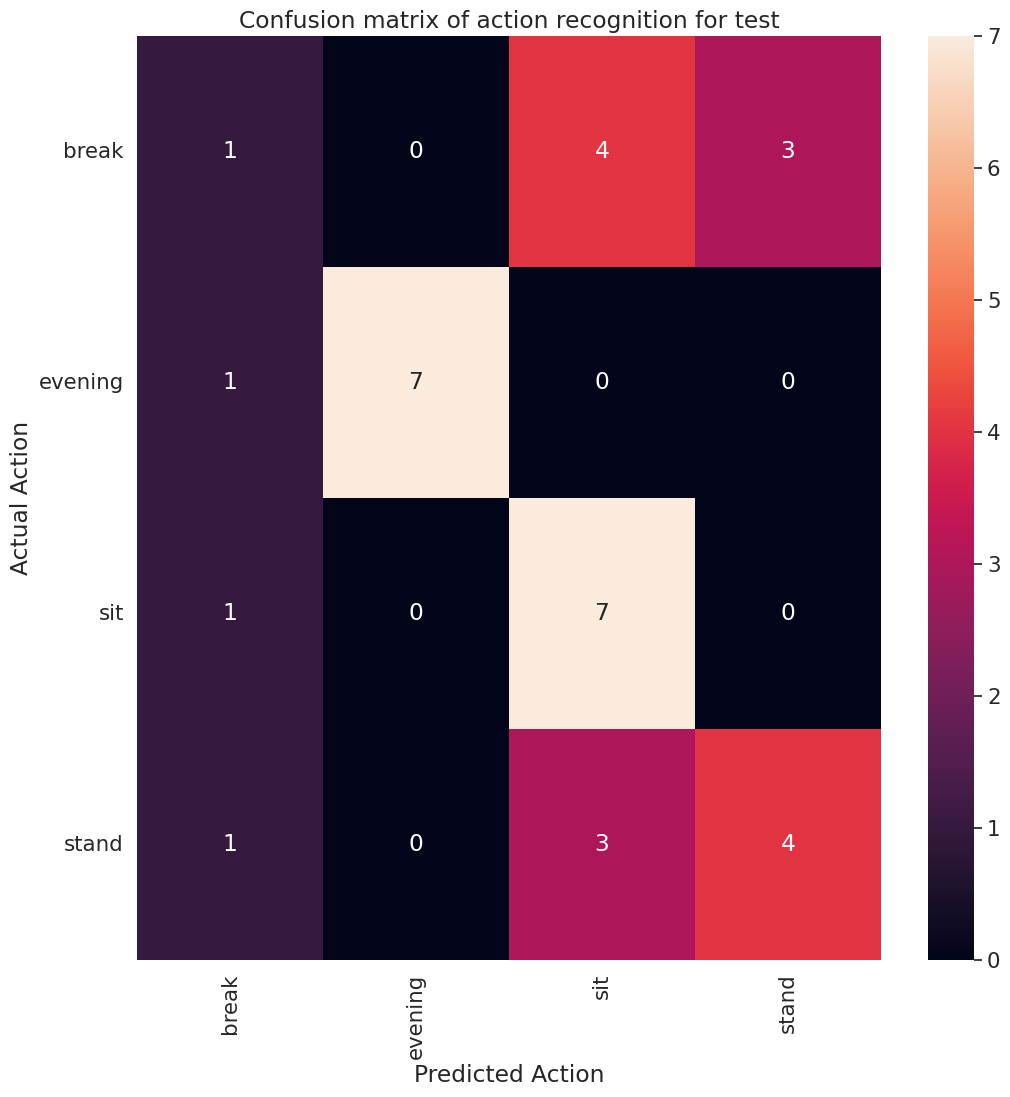 Confusion matrix of action recognition for test
break 1 0 4 3
evening 1 7 0 0
sit 1 0 7 0
stand 1 0 3 4
break evening sit stand
Predicted Action
Actual Action
7
6
5
4
3
2
1
0